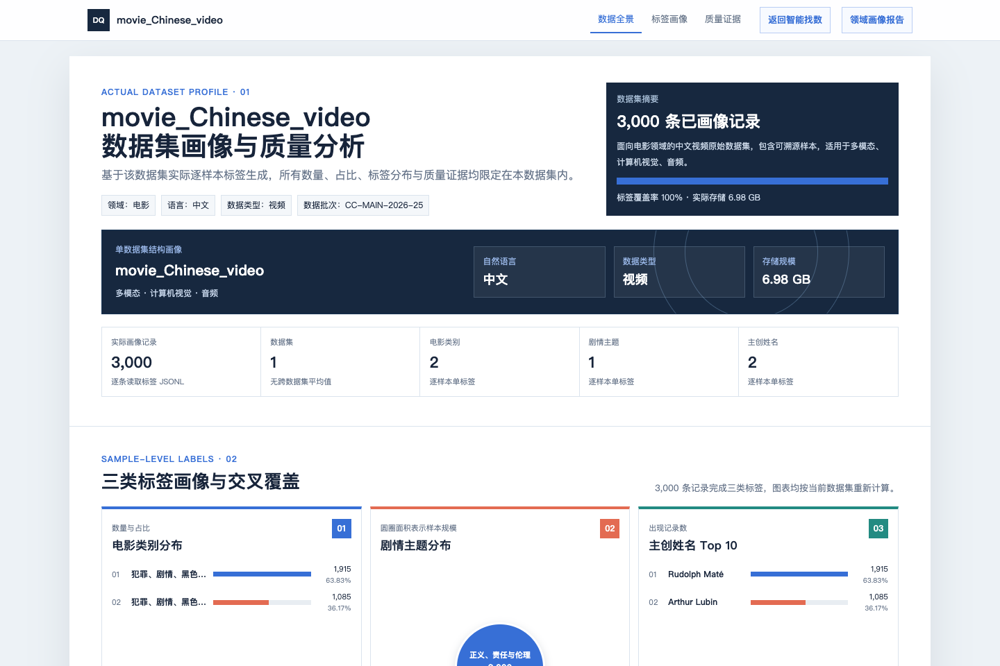 DQ movie_Chinese_video 数据全景 标签画像 质量证据 返回智能找数 领域画像报告
ACTUAL DATASET PROFILE · 01
movie_Chinese_video
数据集画像与质量分析
基于该数据集实际逐样本标签生成，所有数量、占比、标签分布与质量证据均限定在本数据集内。
领域：电影 语言：中文 数据类型：视频 数据批次：CC-MAIN-2026-25
数据集摘要
3,000 条已画像记录
面向电影领域的中文视频原始数据集，包含可溯源样本，适用于多模态、
计算机视觉、音频。
标签覆盖率 100% · 实际存储 6.98 GB
单数据集结构画像
movie_Chinese_video
多模态 · 计算机视觉 · 音频
自然语言
中文
数据类型
视频
存储规模
6.98 GB
实际画像记录
3,000
逐条读取标签 JSONL
数据集
1
无跨数据集平均值
电影类别
2
逐样本单标签
剧情主题
1
逐样本单标签
主创姓名
2
逐样本单标签
SAMPLE-LEVEL LABELS · 02
三类标签画像与交叉覆盖
3,000 条记录完成三类标签，图表均按当前数据集重新计算。
数量与占比
电影类别分布
01
01 犯罪、剧情、黑色... 1,915
63.83%
02 犯罪、剧情、黑色... 1,085
36.17%
圆圈面积表示样本规模
剧情主题分布
02
正义、责任与伦理
出现记录数
主创姓名 Top 10
03
01 Rudolph Maté 1,915
63.83%
02 Arthur Lubin 1,085
36.17%